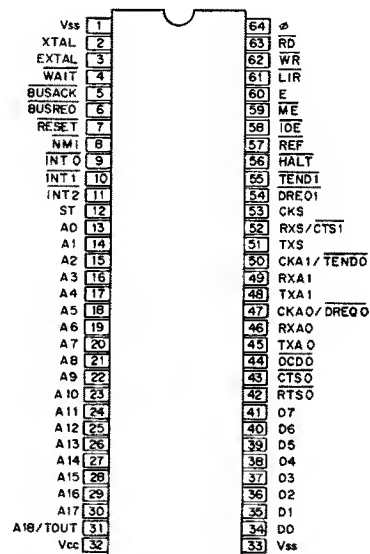 Vss 1
XTAL 2
EXTAL 3
WAIT 4
BUSACK 5
BUSREQ 6
RESET 7
NMI 8
INT0 9
INT1 10
INT2 11
ST 12
A0 13
A1 14
A2 15
A3 16
A4 17
A5 18
A6 19
A7 20
A8 21
A9 22
A10 23
A11 24
A12 25
A13 26
A14 27
A15 28
A16 29
A17 30
A18/TOUT 31
Vcc 32
64 ø
63 RD
62 WR
61 LIR
60 E
59 ME
58 IOE
57 REF
56 HALT
55 TEND1
54 DREQ1
53 CKS
52 RXS/CTS1
51 TXS
50 CKA1/TEND0
49 RXA1
48 TXA1
47 CKA0/DREQ0
46 RXA0
45 TXA0
44 DCD0
43 CTS0
42 RTS0
41 D7
40 D6
39 D5
38 D4
37 D3
36 D2
35 D1
34 D0
33 Vss